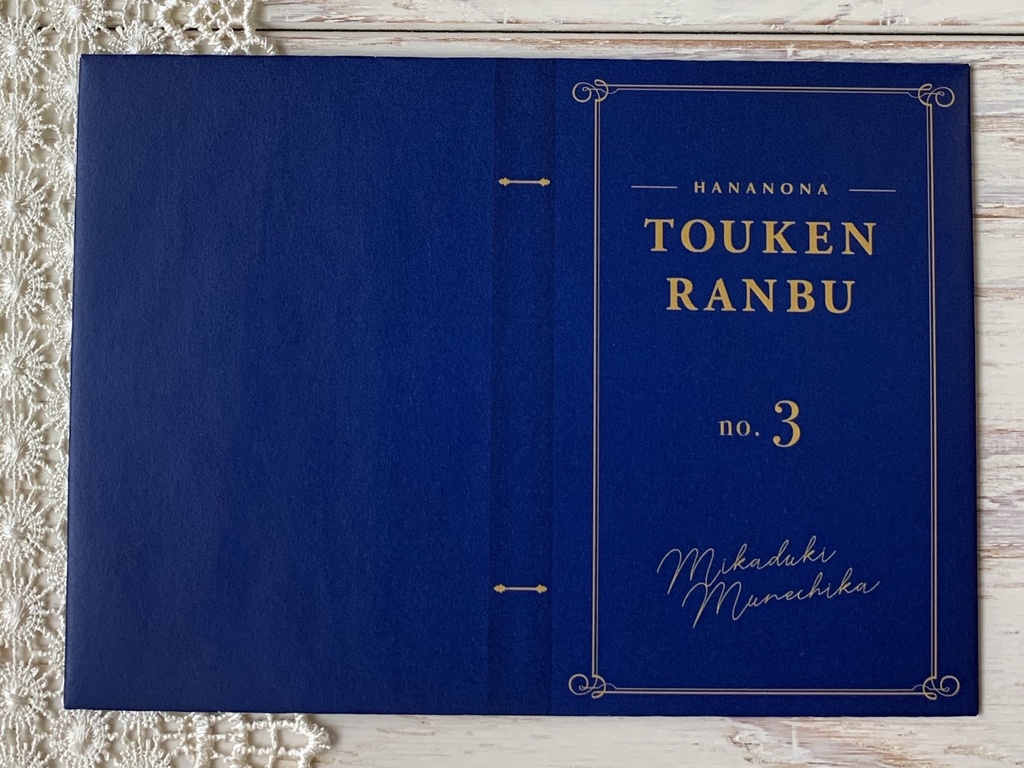 HANANONA
TOUKEN
RANBU
no. 3
Mikaduki
Munechika